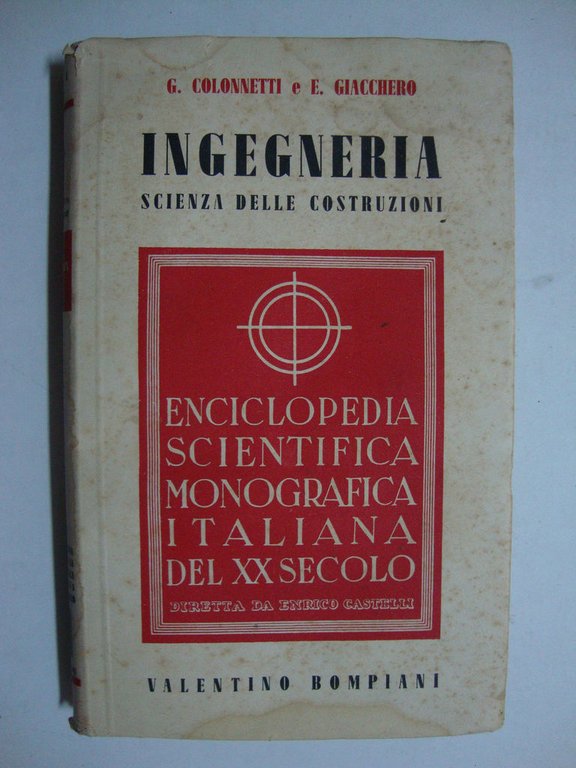 G. COLONNETTI e E. GIACCHERO
INGEGNERIA
SCIENZA DELLE COSTRUZIONI
ENCICLOPEDIA
SCIENTIFICA
MONOGRAFICA
ITALIANA
DEL XX SECOLO
DIRETTA DA ENRICO CASTELLI
VALENTINO BOMPIANI